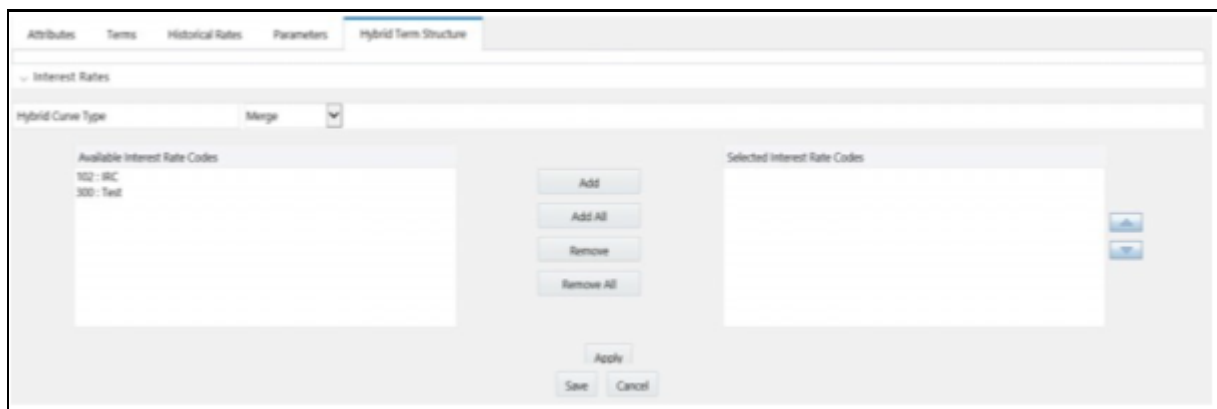 Attributes Terms Historical Rates Parameters Hybrid Term Structure
Interest Rates
Hybrid Curve Type Merge
Available Interest Rate Codes Selected Interest Rate Codes
102 : IRC
300 : Test
Add
Add All
Remove
Remove All
Apply
Save Cancel